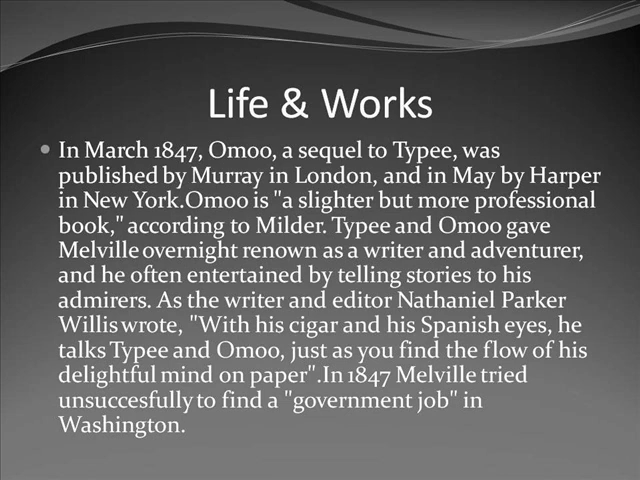 Life & Works
• In March 1847, Omoo, a sequel to Typee, was
published by Murray in London, and in May by Harper
in New York.Omoo is "a slighter but more professional
book," according to Milder. Typee and Omoo gave
Melville overnight renown as a writer and adventurer,
and he often entertained by telling stories to his
admirers. As the writer and editor Nathaniel Parker
Willis wrote, "With his cigar and his Spanish eyes, he
talks Typee and Omoo, just as you find the flow of his
delightful mind on paper".In 1847 Melville tried
unsuccesfully to find a "government job" in
Washington.